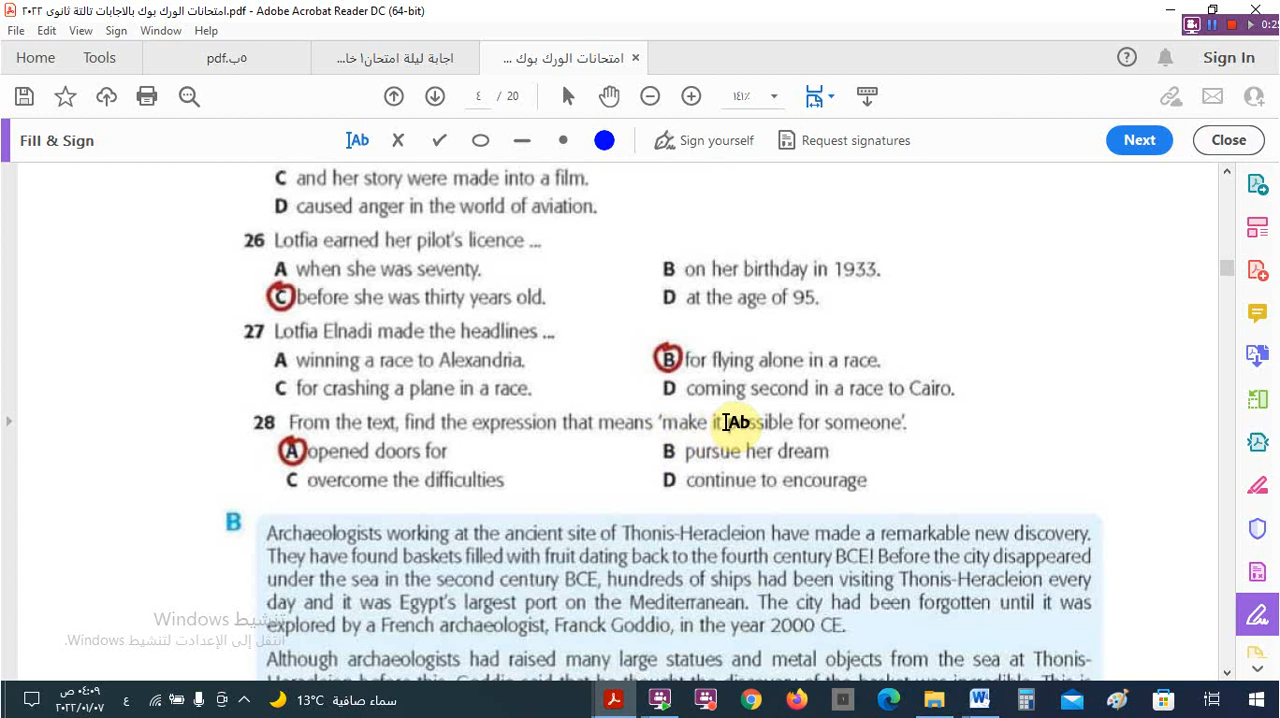 امتحانات الورك بوك بالاجابات تالتة ثانوى ٢٠٢٢.pdf - Adobe Acrobat Reader DC (64-bit)
File Edit View Sign Window Help
Home Tools ٥ب.pdf اجابة ليلة امتحان١ خا... امتحانات الورك بوك ... Sign In
٤ / 20 ١٤١٪
Fill & Sign Ab Sign yourself Request signatures Next Close
C and her story were made into a film.
D caused anger in the world of aviation.
26 Lotfia earned her pilot's licence ...
A when she was seventy. B on her birthday in 1933.
C before she was thirty years old. D at the age of 95.
27 Lotfia Elnadi made the headlines ...
A winning a race to Alexandria. B for flying alone in a race.
C for crashing a plane in a race. D coming second in a race to Cairo.
28 From the text, find the expression that means 'make it possible for someone'.
Ab
A opened doors for B pursue her dream
C overcome the difficulties D continue to encourage
B
Archaeologists working at the ancient site of Thonis-Heracleion have made a remarkable new discovery.
They have found baskets filled with fruit dating back to the fourth century BCE! Before the city disappeared
under the sea in the second century BCE, hundreds of ships had been visiting Thonis-Heracleion every
day and it was Egypt's largest port on the Mediterranean. The city had been forgotten until it was
explored by a French archaeologist, Franck Goddio, in the year 2000 CE.
Although archaeologists had raised many large statues and metal objects from the sea at Thonis-
تنشيط Windows
انتقل إلى الإعدادات لتنشيط Windows.
٠٤:٠٩ ص
٢٠٢٢/٠١/٠٧
ع
13°C سماء صافية